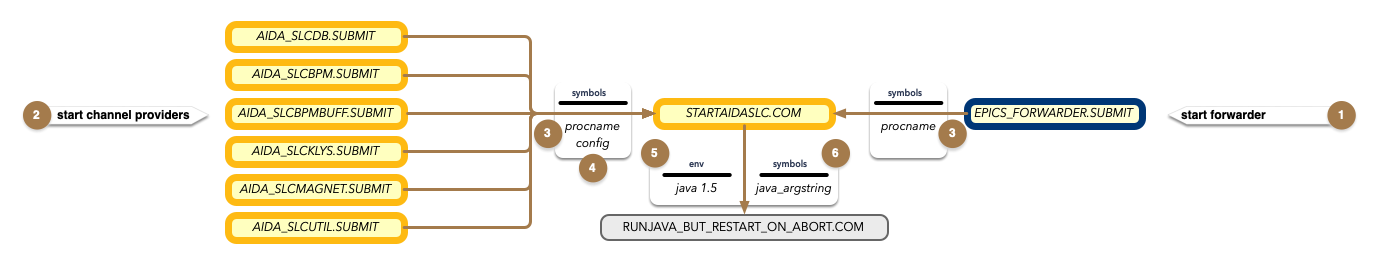 AIDA_SLCDB.SUBMIT
AIDA_SLCBPM.SUBMIT
2 start channel providers
AIDA_SLCBPMBUFF.SUBMIT
AIDA_SLCKLYS.SUBMIT
AIDA_SLCMAGNET.SUBMIT
AIDA_SLCUTIL.SUBMIT
symbols
procname
config
3
4
STARTAIDASLC.COM
symbols
procname
3
EPICS_FORWARDER.SUBMIT
start forwarder 1
5
env
java 1.5
6
symbols
java_argstring
RUNJAVA_BUT_RESTART_ON_ABORT.COM